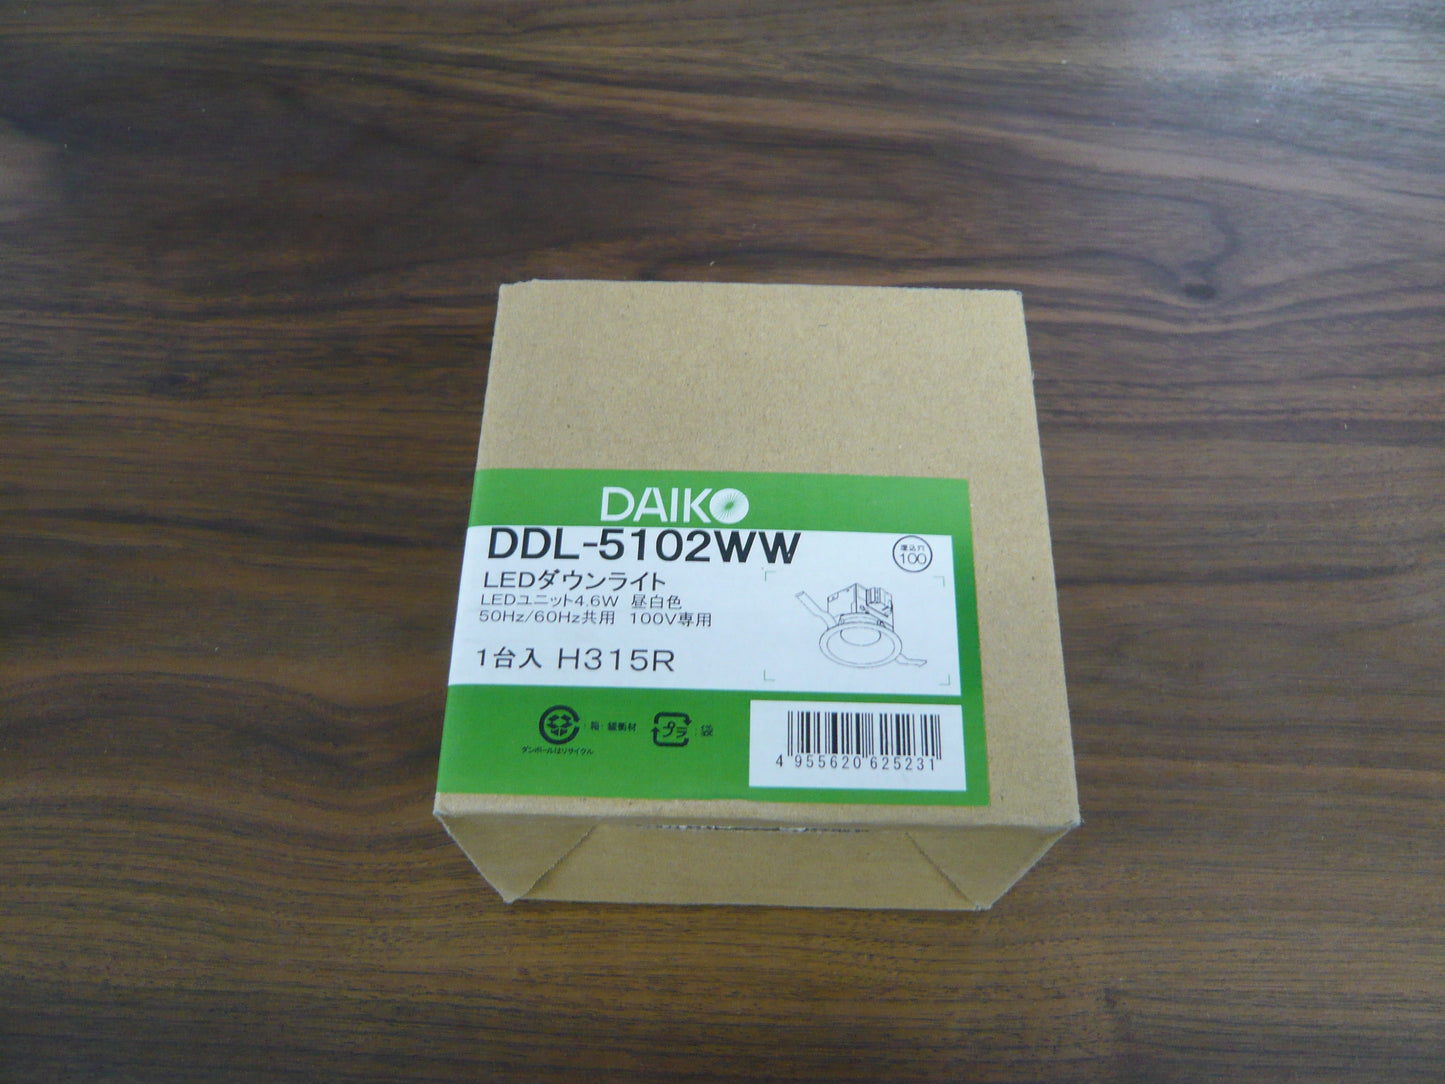 DAIKO
DDL-5102WW
埋込穴
100
LEDダウンライト
LEDユニット4.6W 昼白色
50Hz/60Hz共用 100V専用
1台入 H315R
箱・緩衝材
ダンボールはリサイクル
プラ
袋
4 955620 625231